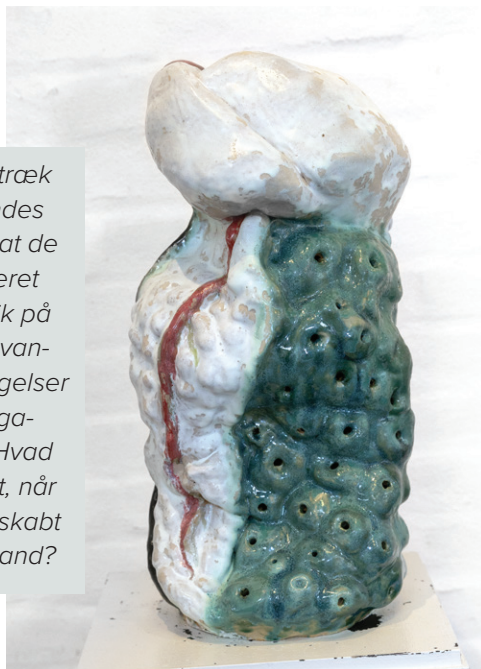 træk
ndes
at de
eret
k på
van-
gelser
ga-
Hvad
t, når
skabt
and?